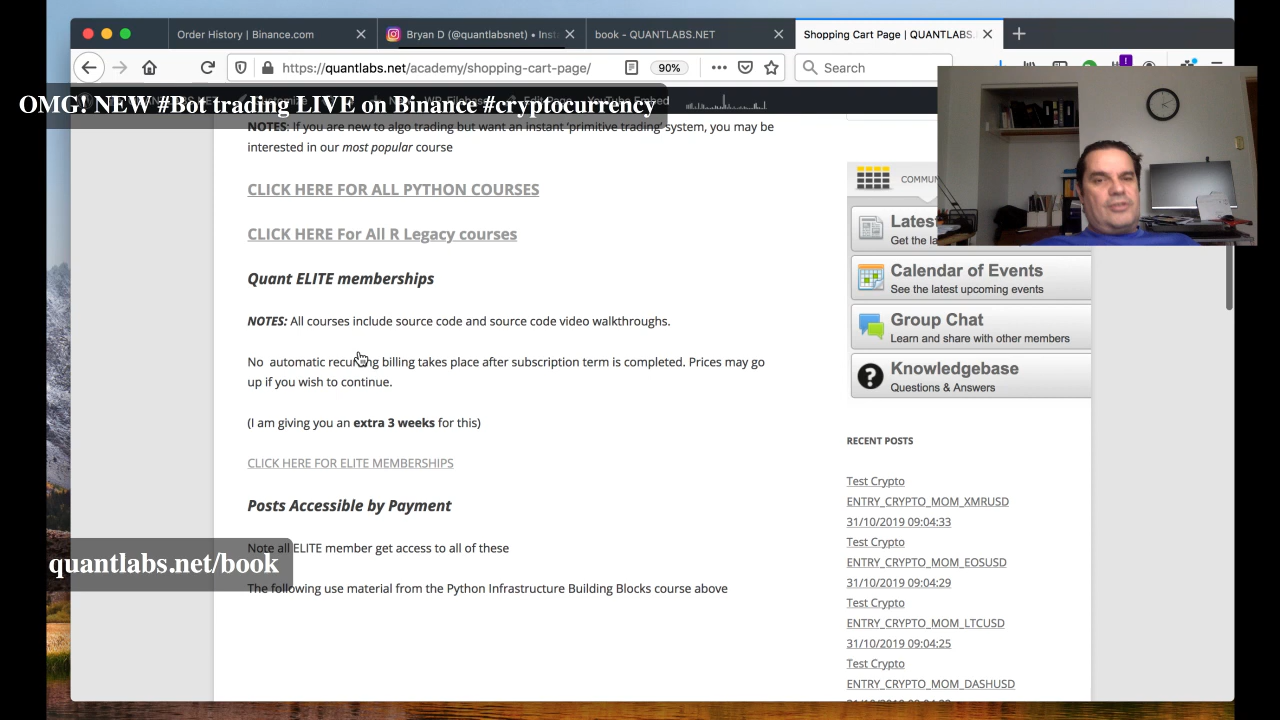 Order History | Binance.com
Bryan D (@quantlabsnet) • Inst
book - QUANTLABS.NET
Shopping Cart Page | QUANTLABS.
https://quantlabs.net/academy/shopping-cart-page/
90%
Search
OMG! NEW #Bot trading LIVE on Binance #cryptocurrency
NOTES: If you are new to algo trading but want an instant ‘primitive trading’ system, you may be
interested in our most popular course
CLICK HERE FOR ALL PYTHON COURSES
CLICK HERE For All R Legacy courses
Quant ELITE memberships
NOTES: All courses include source code and source code video walkthroughs.
No automatic recurring billing takes place after subscription term is completed. Prices may go
up if you wish to continue.
(I am giving you an extra 3 weeks for this)
CLICK HERE FOR ELITE MEMBERSHIPS
Posts Accessible by Payment
Note all ELITE member get access to all of these
quantlabs.net/book
The following use material from the Python Infrastructure Building Blocks course above
COMMUN
Latest
Get the la
Calendar of Events
See the latest upcoming events
Group Chat
Learn and share with other members
Knowledgebase
Questions & Answers
RECENT POSTS
Test Crypto
ENTRY_CRYPTO_MOM_XMRUSD
31/10/2019 09:04:33
Test Crypto
ENTRY_CRYPTO_MOM_EOSUSD
31/10/2019 09:04:29
Test Crypto
ENTRY_CRYPTO_MOM_LTCUSD
31/10/2019 09:04:25
Test Crypto
ENTRY_CRYPTO_MOM_DASHUSD